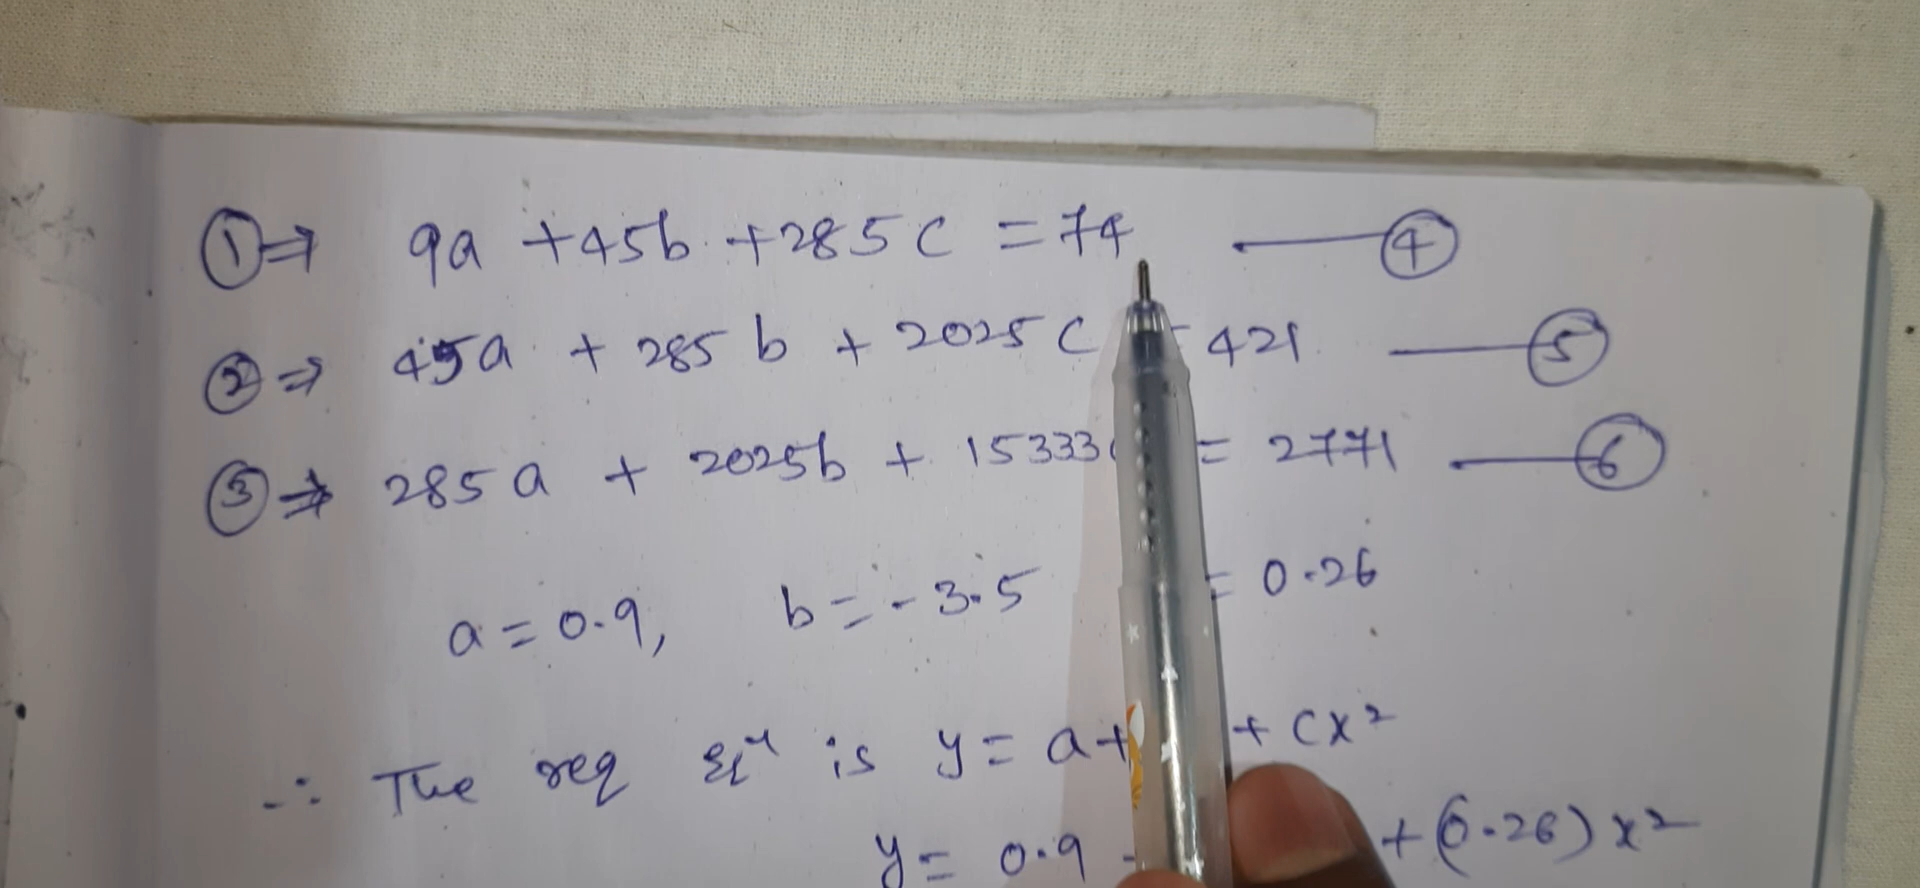 ① ⇒ 9a + 45b + 285c = 74 — ④
② ⇒ 45a + 285b + 2025c = 421 — ⑤
③ ⇒ 285a + 2025b + 15333 = 2771 — ⑥
a = 0.9, b = - 3.5 = 0.26
∴ The req is y = a + + cx²
y = 0.9 + (0.26)x²